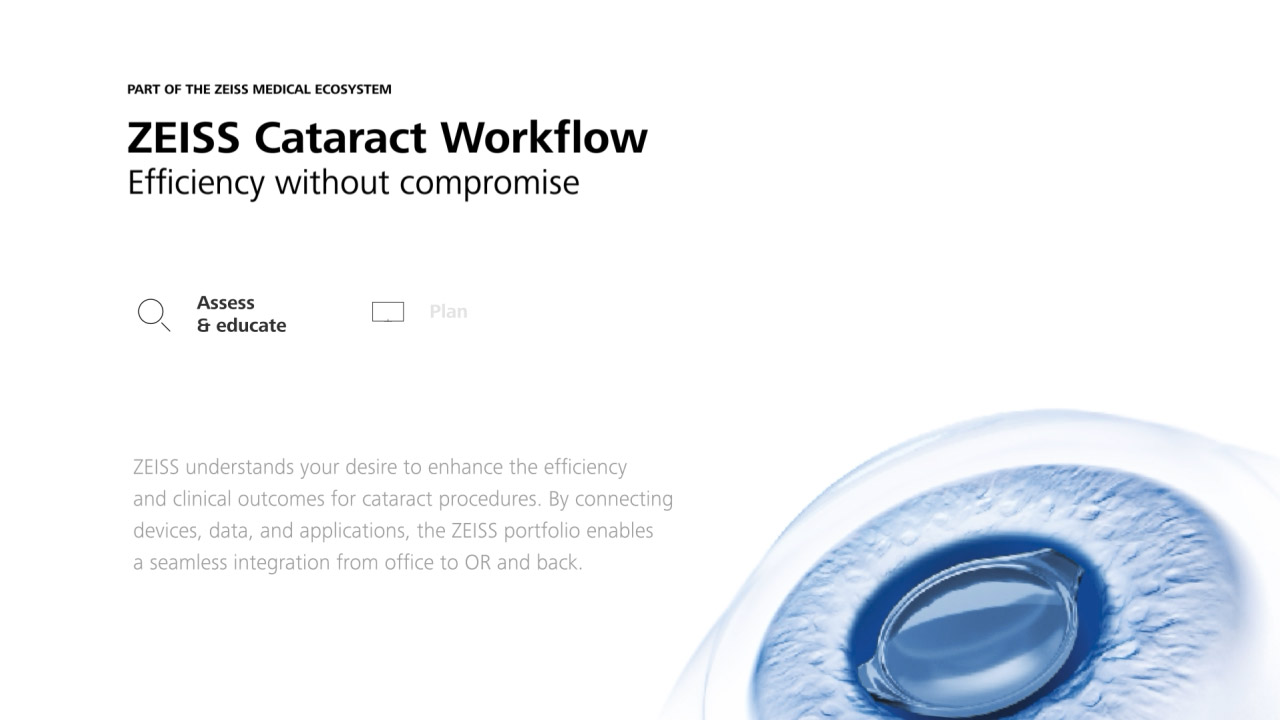 PART OF THE ZEISS MEDICAL ECOSYSTEM
ZEISS Cataract Workflow
Efficiency without compromise
Assess
& educate
Plan
ZEISS understands your desire to enhance the efficiency
and clinical outcomes for cataract procedures. By connecting
devices, data, and applications, the ZEISS portfolio enables
a seamless integration from office to OR and back.